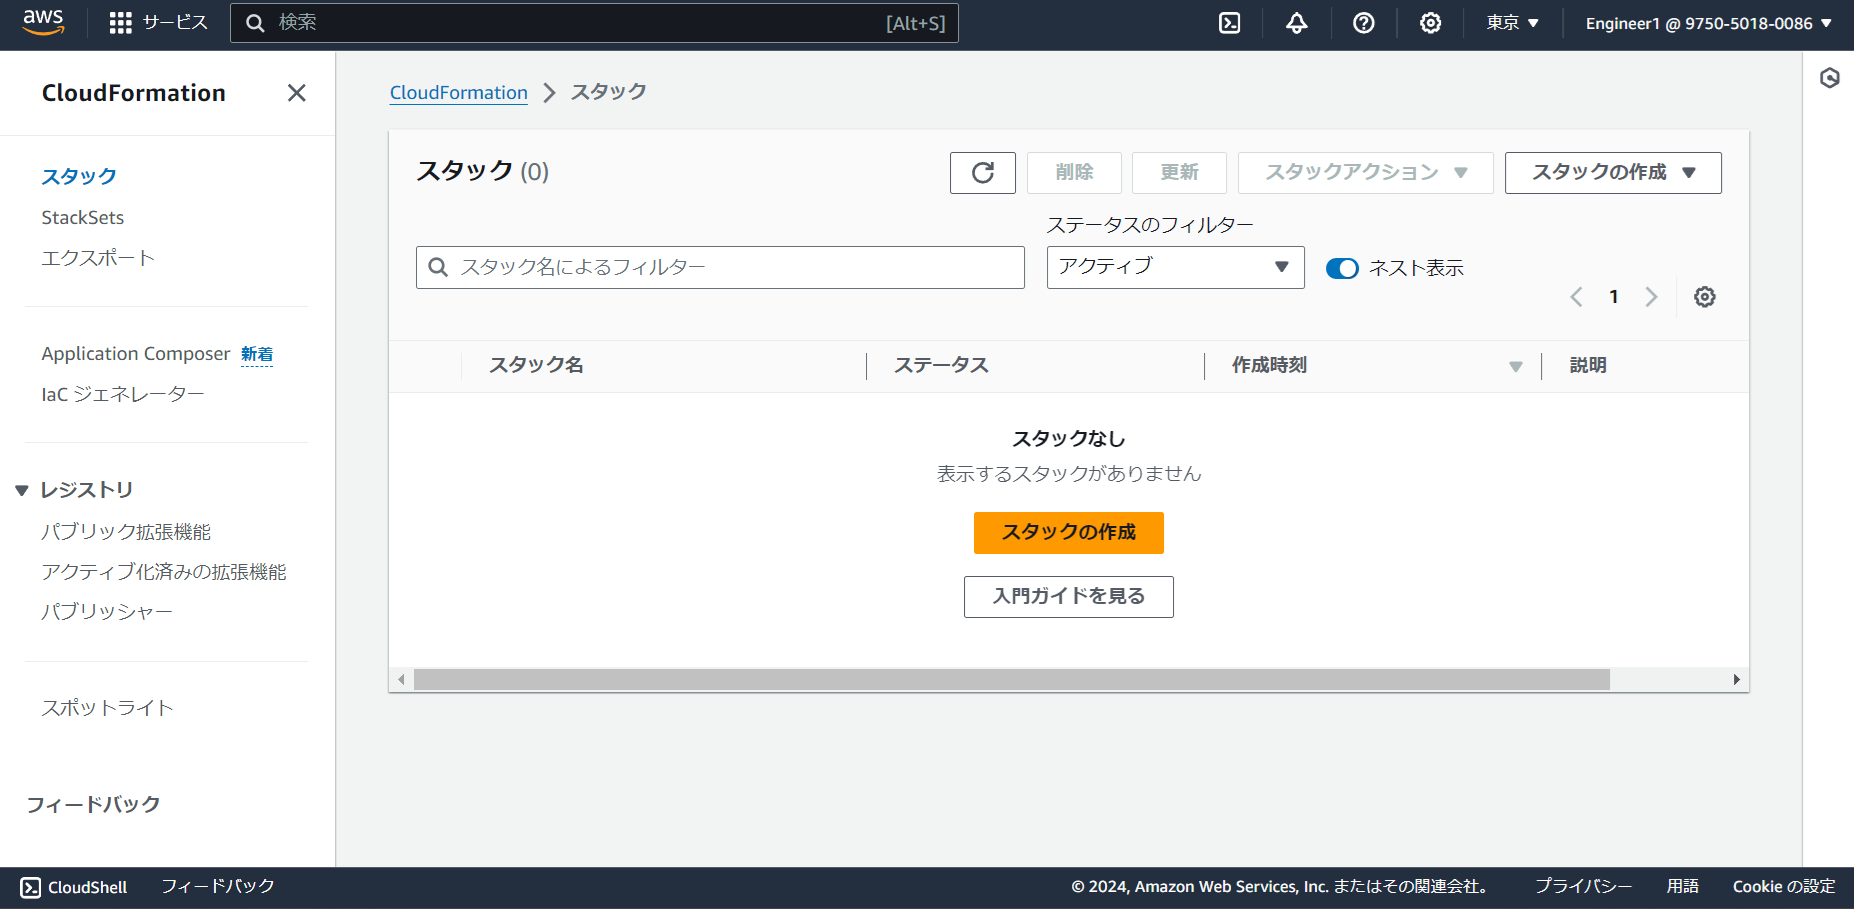 aws サービス 検索 [Alt+S] 東京 Engineer1 @ 9750-5018-0086
CloudFormation
スタック
StackSets
エクスポート
Application Composer 新着
IaC ジェネレーター
レジストリ
パブリック拡張機能
アクティブ化済みの拡張機能
パブリッシャー
スポットライト
フィードバック
CloudFormation スタック
スタック (0) 削除 更新 スタックアクション スタックの作成
ステータスのフィルター
スタック名によるフィルター アクティブ ネスト表示
1
スタック名 ステータス 作成時刻 説明
スタックなし
表示するスタックがありません
スタックの作成
入門ガイドを見る
CloudShell フィードバック © 2024, Amazon Web Services, Inc. またはその関連会社。 プライバシー 用語 Cookie の設定